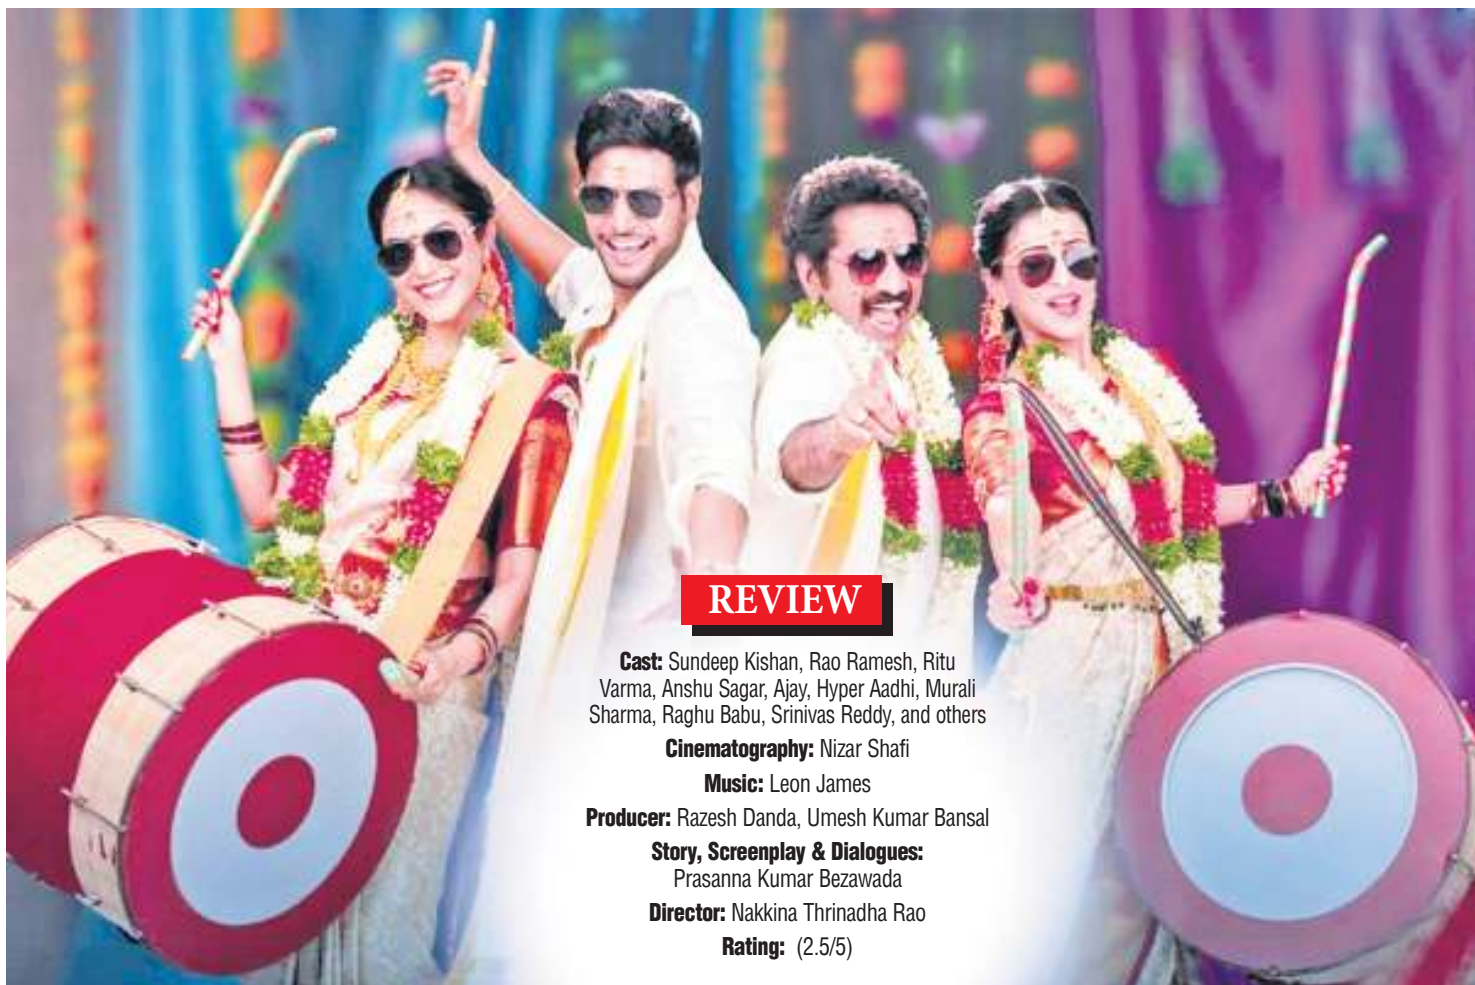 REVIEW
Cast: Sundeep Kishan, Rao Ramesh, Ritu
Varma, Anshu Sagar, Ajay, Hyper Aadhi, Murali
Sharma, Raghu Babu, Srinivas Reddy, and others
Cinematography: Nizar Shafi
Music: Leon James
Producer: Razesh Danda, Umesh Kumar Bansal
Story, Screenplay & Dialogues:
Prasanna Kumar Bezawada
Director: Nakkina Thrinadha Rao
Rating: (2.5/5)